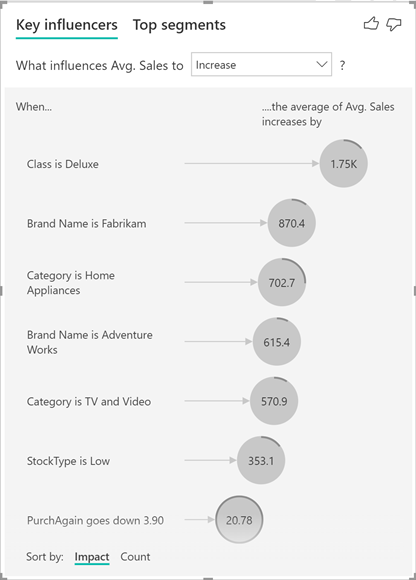 Key influencers Top segments
What influences Avg. Sales to Increase ?
When...
....the average of Avg. Sales
increases by
Class is Deluxe 1.75K
Brand Name is Fabrikam 870.4
Category is Home
Appliances
702.7
Brand Name is Adventure
Works
615.4
Category is TV and Video 570.9
StockType is Low 353.1
PurchAgain goes down 3.90 20.78
Sort by: Impact Count